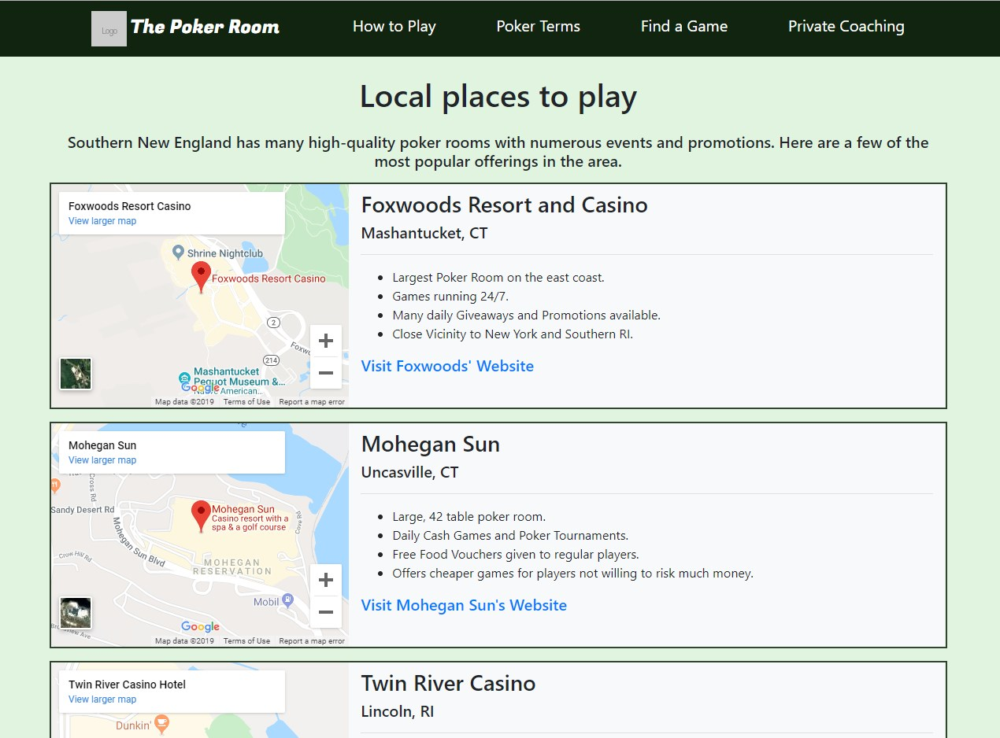 Logo
The Poker Room
How to Play
Poker Terms
Find a Game
Private Coaching
Local places to play
Southern New England has many high-quality poker rooms with numerous events and promotions. Here are a few of the
most popular offerings in the area.
Foxwoods Resort Casino
View larger map
Shrine Nightclub
Foxwoods Resort Casino
2
Foxwo
214
Mashantucket
Pequot Museum &...
Native American...
Google
Map data ©2019 Terms of Use Report a map error
Foxwoods Resort and Casino
Mashantucket, CT
Largest Poker Room on the east coast.
Games running 24/7.
Many daily Giveaways and Promotions available.
Close Vicinity to New York and Southern RI.
Visit Foxwoods' Website
Mohegan Sun
View larger map
Cross Rd
Sandy Desert Rd
Mohegan Sun
Casino resort with a
spa & a golf course
Cove Rd
Mohegan Sun Blvd
Crow Hill Rd
MOHEGAN
RESERVATION
Mobil
Google
Map data ©2019 Terms of Use Report a map error
Mohegan Sun
Uncasville, CT
Large, 42 table poker room.
Daily Cash Games and Poker Tournaments.
Free Food Vouchers given to regular players.
Offers cheaper games for players not willing to risk much money.
Visit Mohegan Sun's Website
Twin River Casino Hotel
View larger map
Dunkin'
Twin River Casino
Lincoln, RI